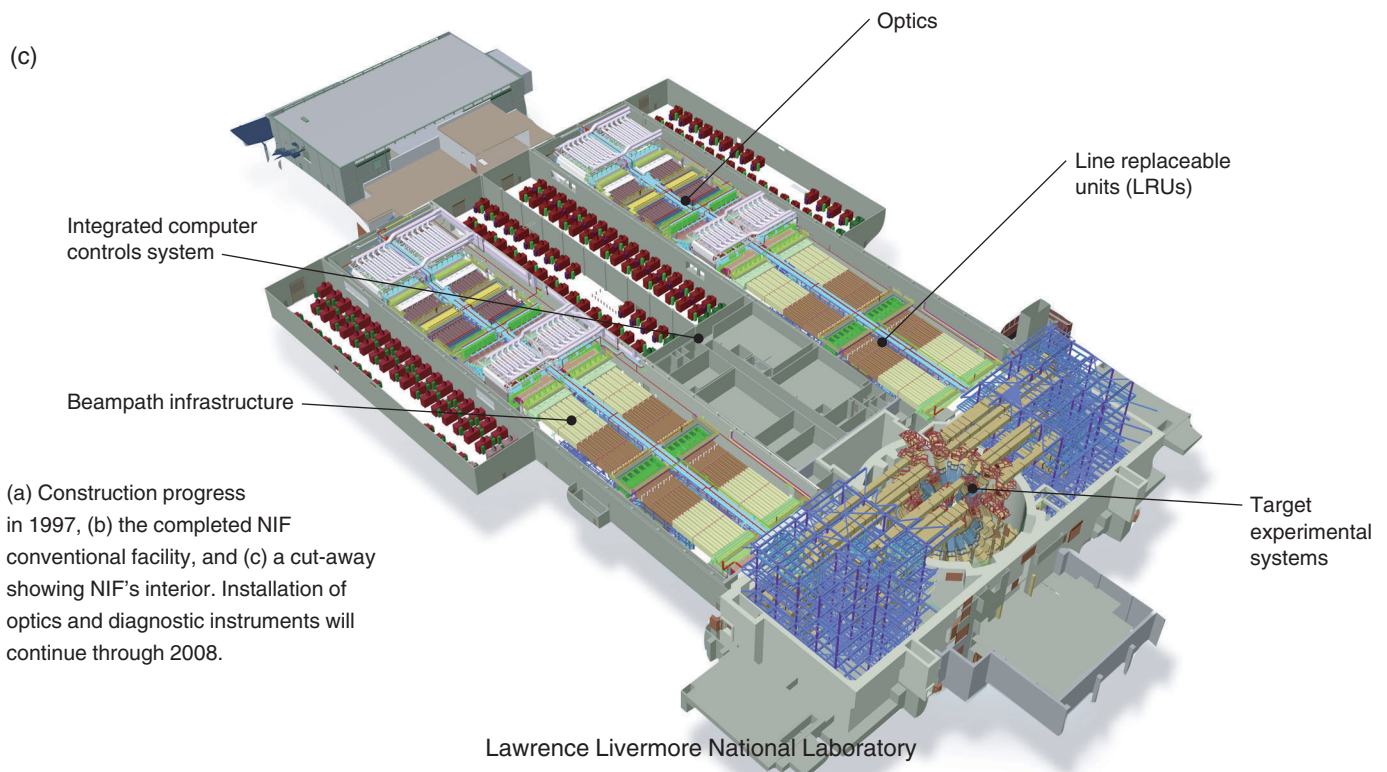 (c)
Optics
Line replaceable
units (LRUs)
Integrated computer
controls system
Beampath infrastructure
(a) Construction progress
in 1997, (b) the completed NIF
conventional facility, and (c) a cut-away
showing NIF’s interior. Installation of
optics and diagnostic instruments will
continue through 2008.
Target
experimental
systems
Lawrence Livermore National Laboratory